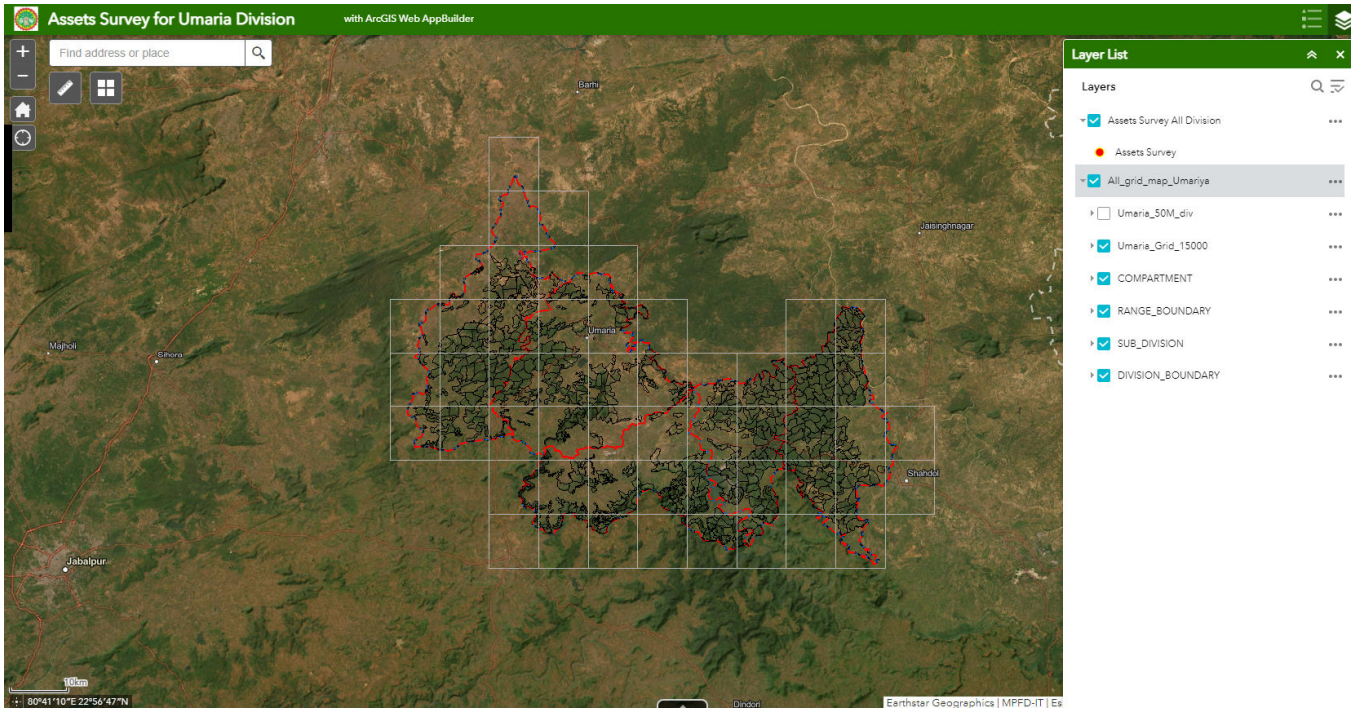 Assets Survey for Umaria Division
with ArcGIS Web AppBuilder
+
Find address or place
−
Layer List
Layers
Assets Survey All Division
Assets Survey
All_grid_map_Umariya
Umaria_50M_div
Umaria_Grid_15000
COMPARTMENT
RANGE_BOUNDARY
SUB_DIVISION
DIVISION_BOUNDARY
Barhi
Jaisinghnagar
Umaria
Majholi
Sihora
Shahdol
Jabalpur
10km
80°41'10"E 22°56'47"N
Dindori
Earthstar Geographics | MPFD-IT | Es